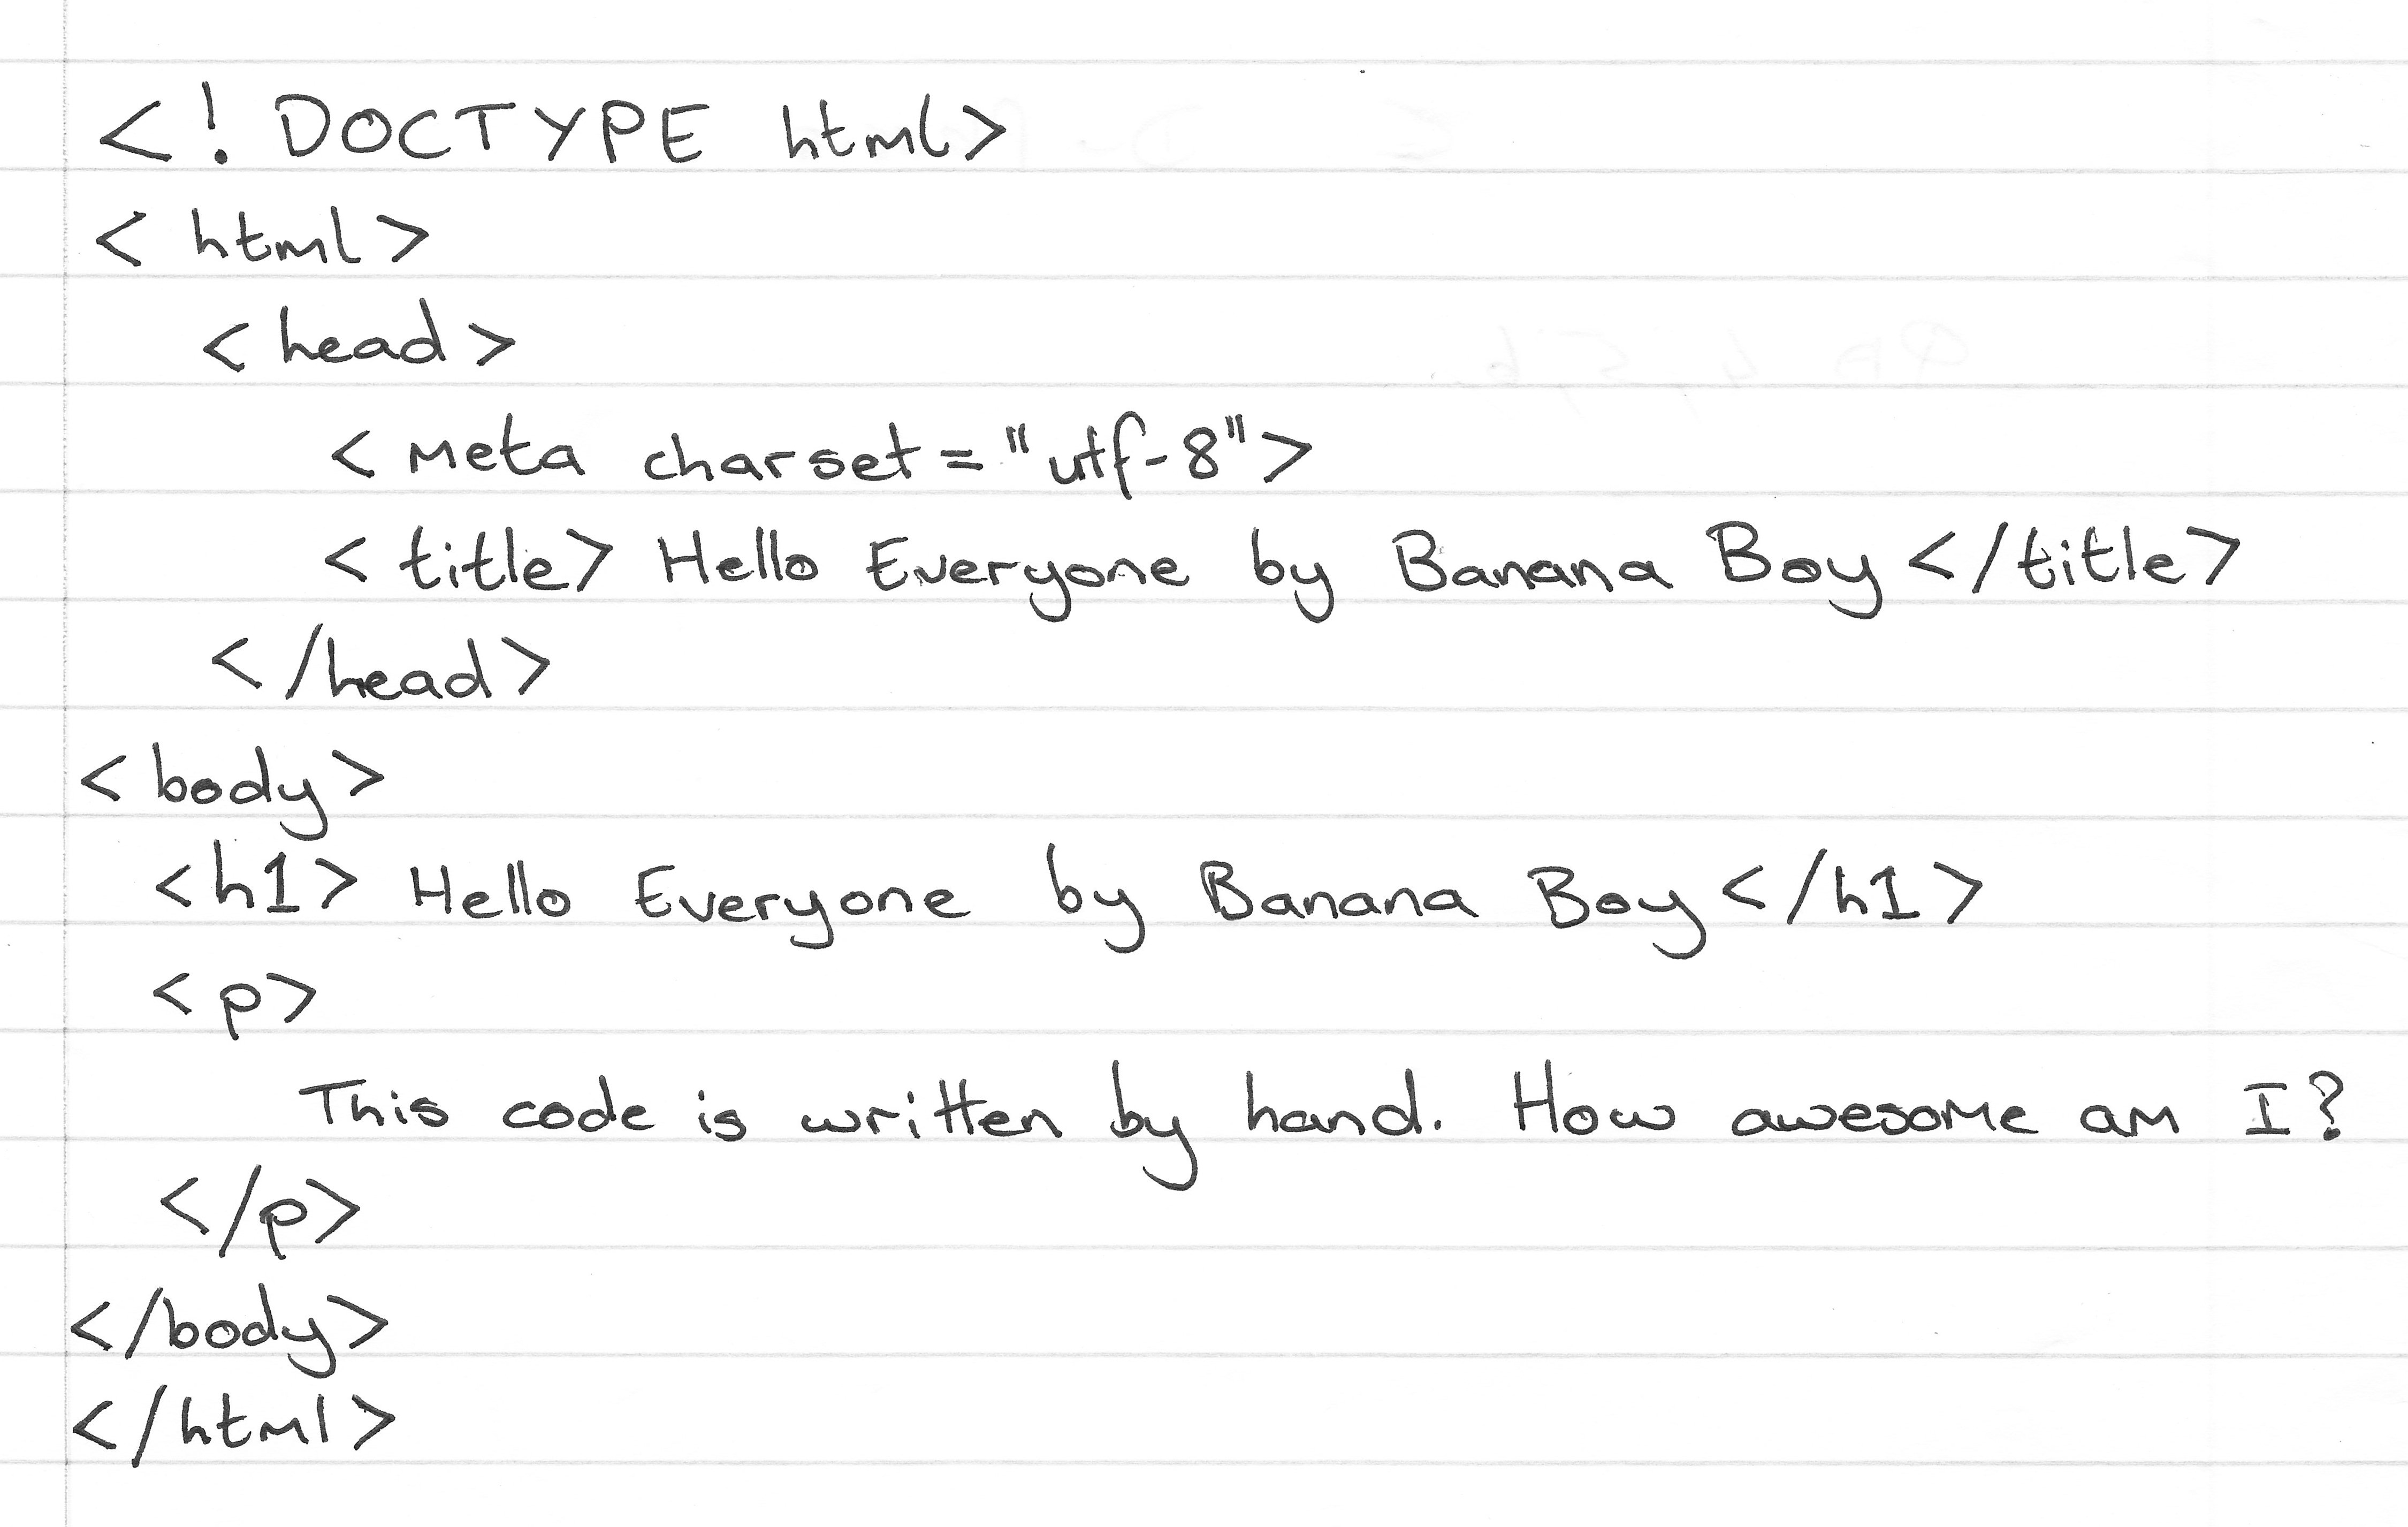 <!DOCTYPE html>
<html>
<head>
<meta charset="utf-8">
<title> Hello Everyone by Banana Boy </title>
</head>
<body>
<h1> Hello Everyone by Banana Boy </h1>
<p>
This code is written by hand. How awesome am I?
</p>
</body>
</html>